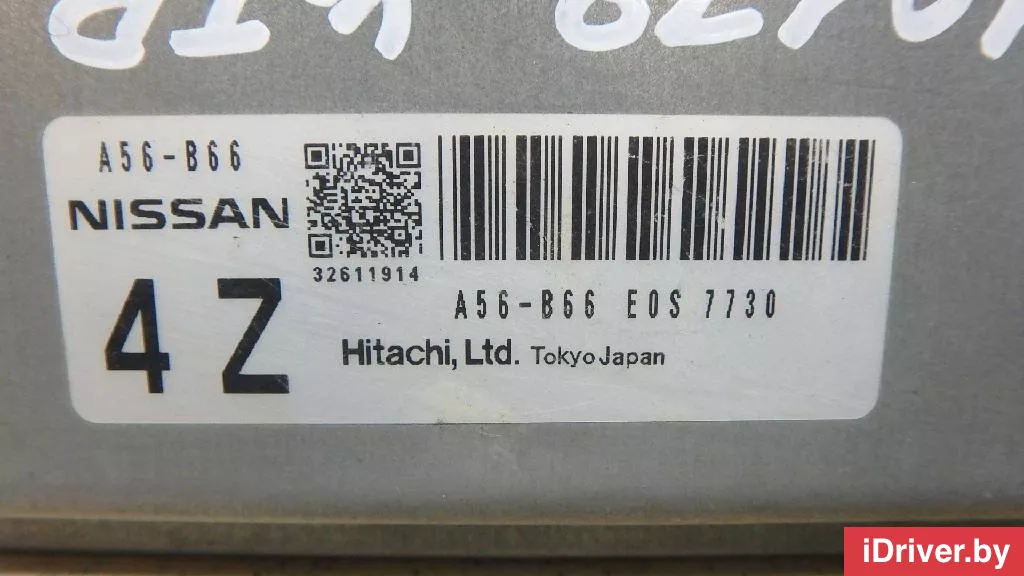 A56-B66
NISSAN
32611914
4 Z
A56-B66 E0S 7730
Hitachi, Ltd. Tokyo Japan
iDriver.by